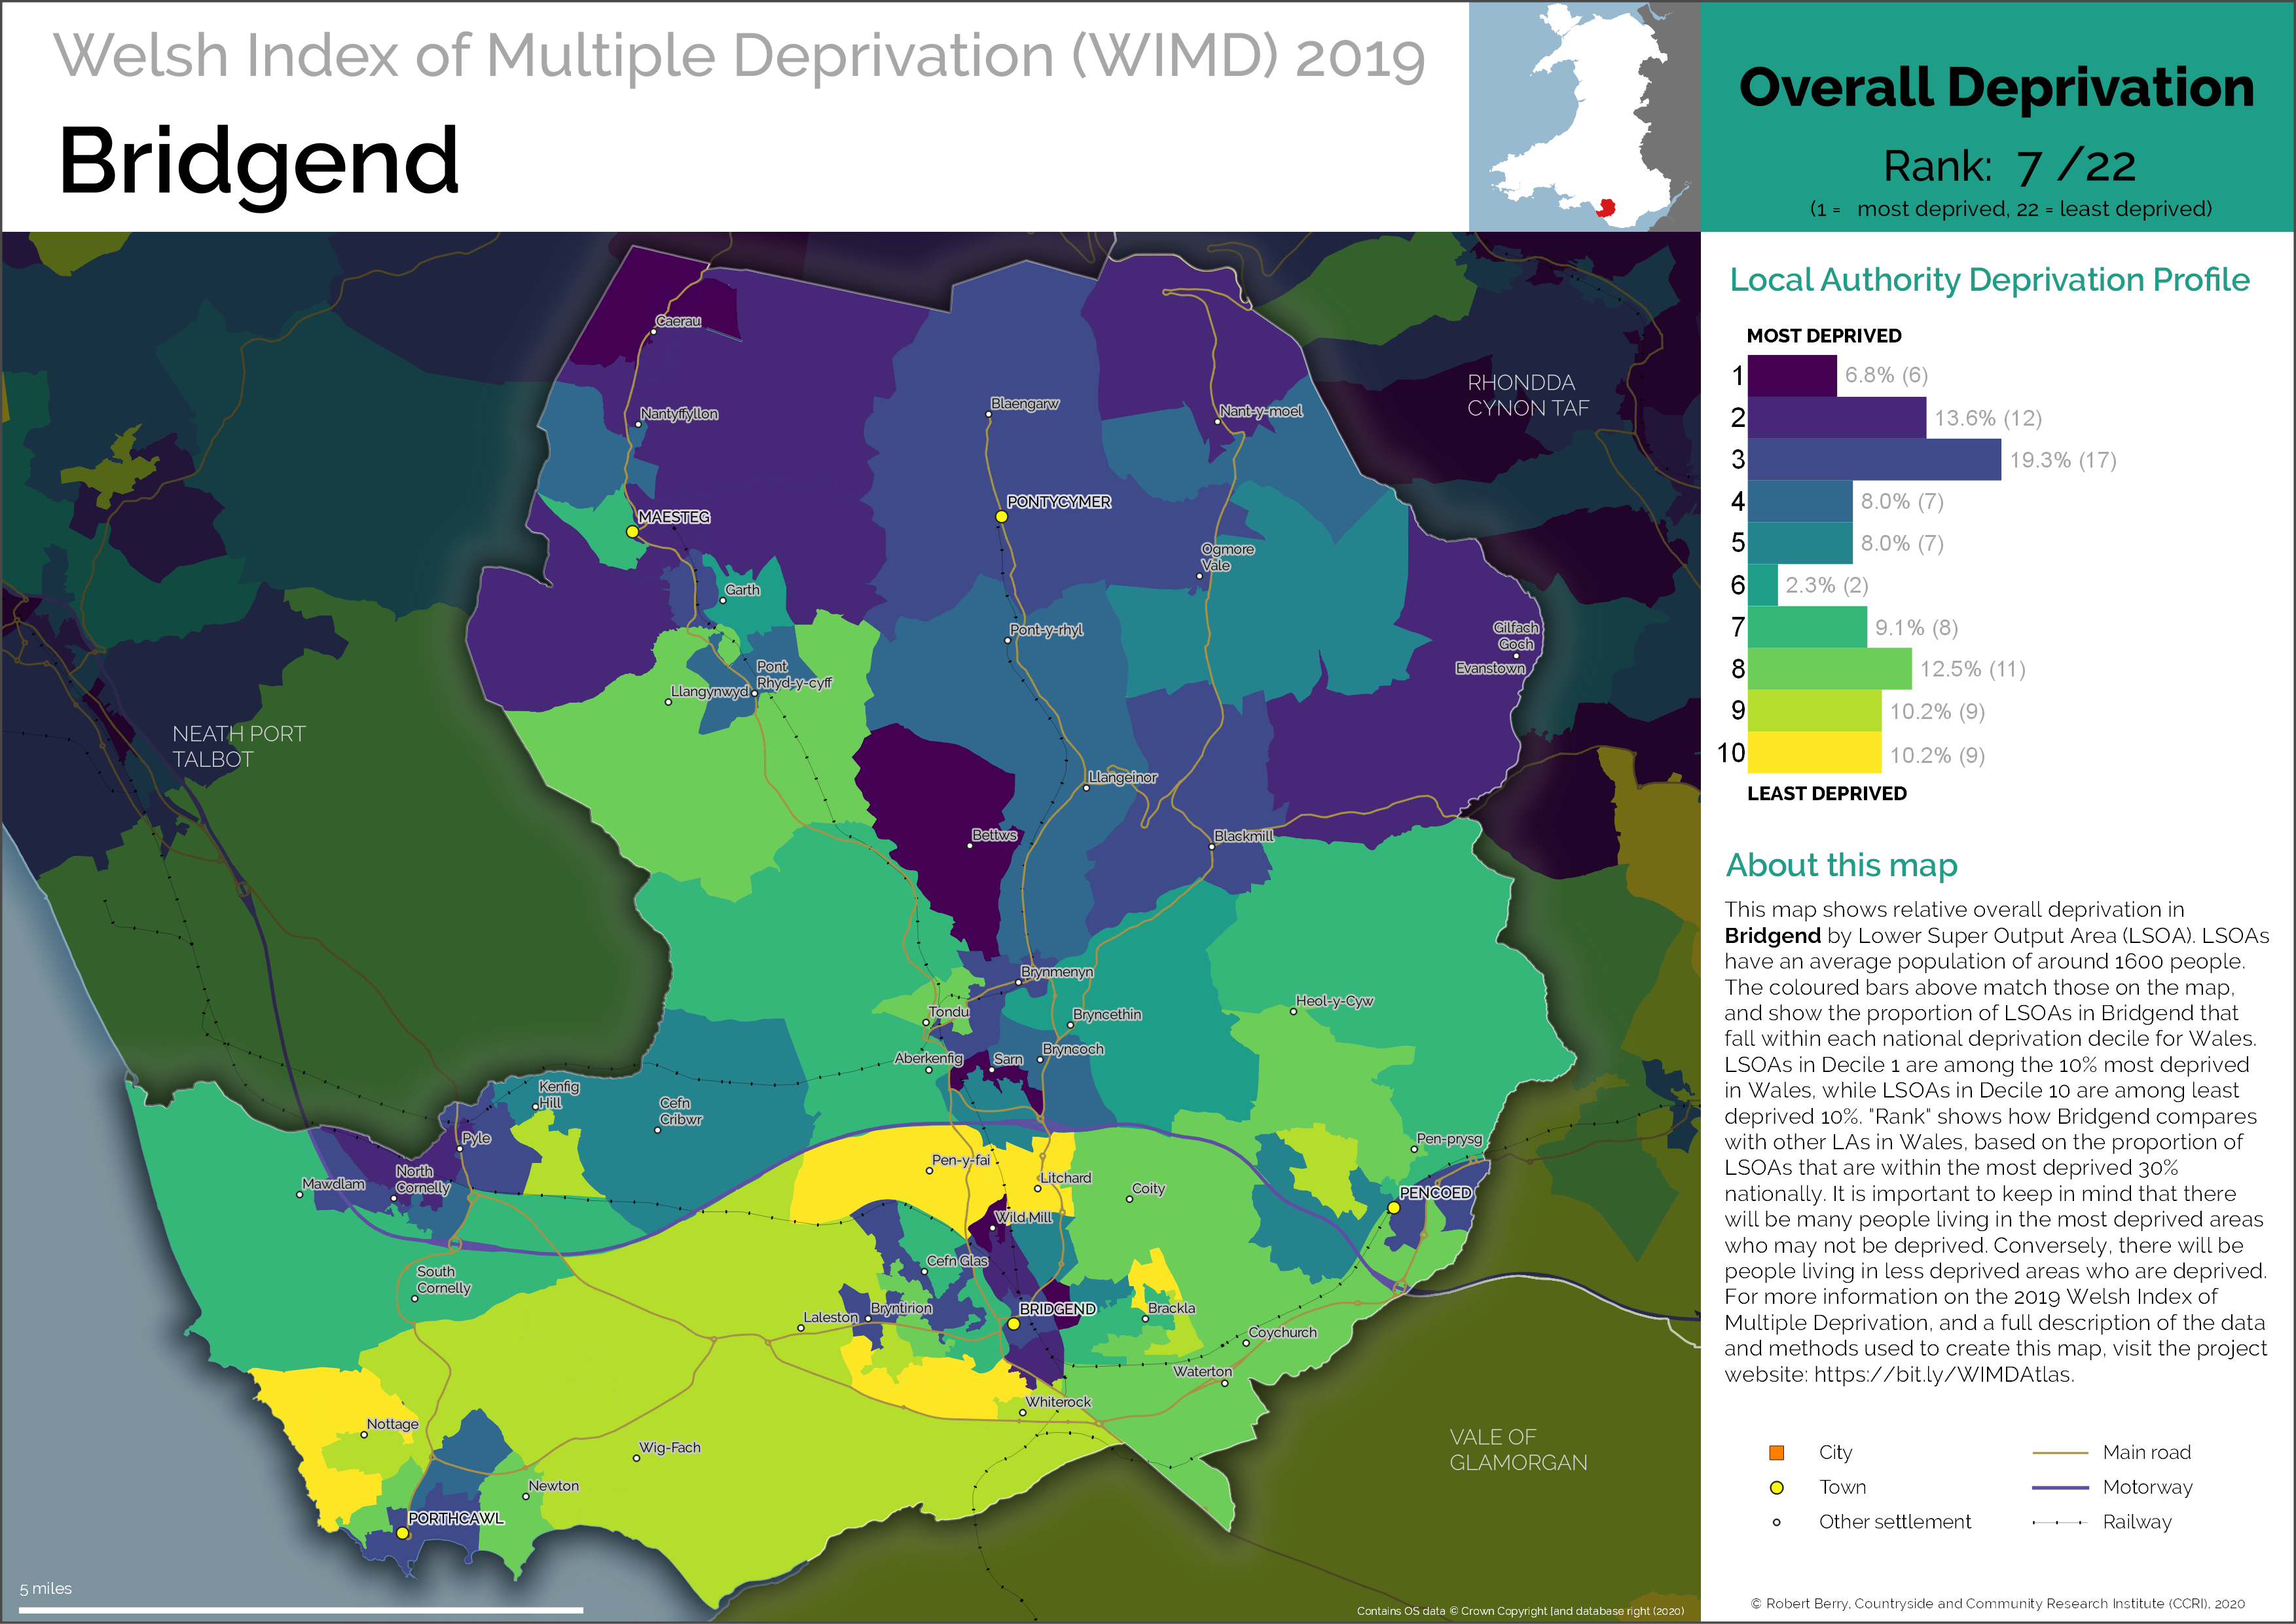 Welsh Index of Multiple Deprivation (WIMD) 2019
Bridgend
Overall Deprivation
Rank: 7 /22
(1 = most deprived, 22 = least deprived)
Local Authority Deprivation Profile
MOST DEPRIVED
1 6.8% (6)
2 13.6% (12)
3 19.3% (17)
4 8.0% (7)
5 8.0% (7)
6 2.3% (2)
7 9.1% (8)
8 12.5% (11)
9 10.2% (9)
10 10.2% (9)
LEAST DEPRIVED
About this map
This map shows relative overall deprivation in
Bridgend by Lower Super Output Area (LSOA). LSOAs
have an average population of around 1600 people.
The coloured bars above match those on the map,
and show the proportion of LSOAs in Bridgend that
fall within each national deprivation decile for Wales.
LSOAs in Decile 1 are among the 10% most deprived
in Wales, while LSOAs in Decile 10 are among least
deprived 10%. "Rank" shows how Bridgend compares
with other LAs in Wales, based on the proportion of
LSOAs that are within the most deprived 30%
nationally. It is important to keep in mind that there
will be many people living in the most deprived areas
who may not be deprived. Conversely, there will be
people living in less deprived areas who are deprived.
For more information on the 2019 Welsh Index of
Multiple Deprivation, and a full description of the data
and methods used to create this map, visit the project
website: https://bit.ly/WIMDAtlas.
City
Main road
Town
Motorway
Other settlement
Railway
© Robert Berry, Countryside and Community Research Institute (CCRI), 2020
Caerau
RHONDDA
CYNON TAF
Nantyffyllon
Blaengarw
Nant-y-moel
MAESTEG
PONTYCYMER
Ogmore
Vale
Garth
Pont-y-rhyl
Gilfach
Goch
Evanstown
Pont
Rhyd-y-cyff
Llangynwyd
NEATH PORT
TALBOT
Llangeinor
Bettws
Blackmill
Brynmenyn
Heol-y-Cyw
Tondu
Bryncethin
Aberkenfig
Sarn
Bryncoch
Kenfig
Hill
Cefn
Cribwr
Pyle
Pen-prysg
Pen-y-fai
North
Cornelly
Mawdlam
Litchard
Coity
PENCOED
Wild Mill
Cefn Glas
South
Cornelly
Laleston
Bryntirion
BRIDGEND
Brackla
Coychurch
Waterton
Whiterock
Nottage
Wig-Fach
Newton
PORTHCAWL
VALE OF
GLAMORGAN
5 miles
Contains OS data © Crown Copyright [and database right (2020)